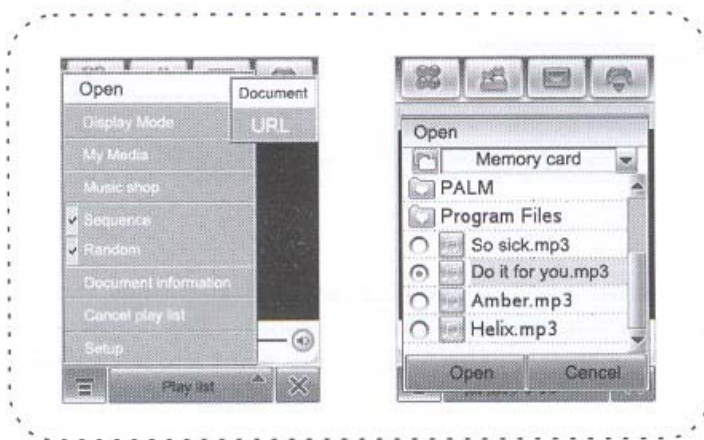 Open
Document
URL
Display Mode
My Media
Music shop
Sequence
Random
Document information
Cancel play list
Setup
Play list
Open
Memory card
PALM
Program Files
So sick.mp3
Do it for you.mp3
Amber.mp3
Helix.mp3
Open
Cencel